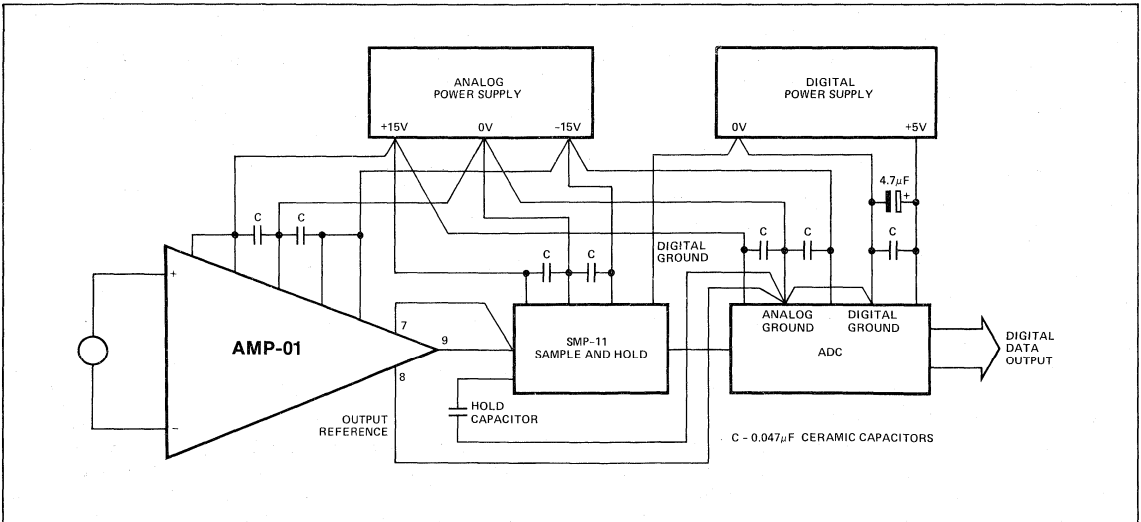 ANALOG
POWER SUPPLY
+15V 0V -15V
DIGITAL
POWER SUPPLY
0V +5V
4.7µF
+
C C
C C
C C
C
DIGITAL
GROUND
+
-
AMP-01
7
9
8
OUTPUT
REFERENCE
HOLD
CAPACITOR
SMP-11
SAMPLE AND HOLD
ANALOG
GROUND
DIGITAL
GROUND
ADC
DIGITAL
DATA
OUTPUT
C - 0.047µF CERAMIC CAPACITORS